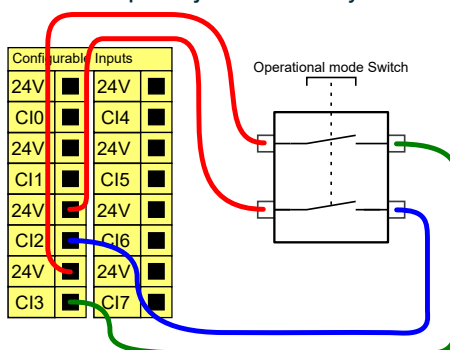 Configurable Inputs
24V 24V
CI0 CI4
24V 24V
CI1 CI5
24V 24V
CI2 CI6
24V 24V
CI3 CI7
Operational mode Switch